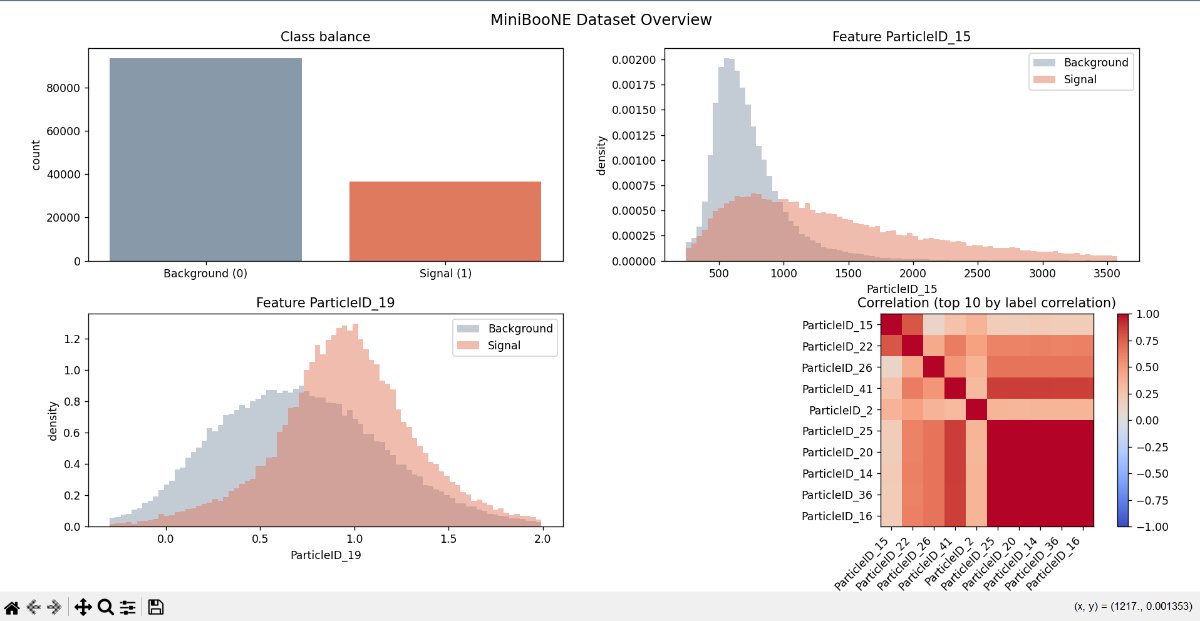 MiniBooNE Dataset Overview
Class balance
80000
60000
40000
20000
0
count
Background (0)
Signal (1)
Feature ParticleID_15
Background
Signal
0.00200
0.00175
0.00150
0.00125
0.00100
0.00075
0.00050
0.00025
0.00000
density
500
1000
1500
2000
2500
3000
3500
ParticleID_15
Feature ParticleID_19
Background
Signal
1.2
1.0
0.8
0.6
0.4
0.2
0.0
density
0.0
0.5
1.0
1.5
2.0
ParticleID_19
Correlation (top 10 by label correlation)
ParticleID_15
ParticleID_22
ParticleID_26
ParticleID_41
ParticleID_2
ParticleID_25
ParticleID_20
ParticleID_14
ParticleID_36
ParticleID_16
ParticleID_15
ParticleID_22
ParticleID_26
ParticleID_41
ParticleID_2
ParticleID_25
ParticleID_20
ParticleID_14
ParticleID_36
ParticleID_16
1.00
0.75
0.50
0.25
0.00
−0.25
−0.50
−0.75
−1.00
(x, y) = (1217., 0.001353)